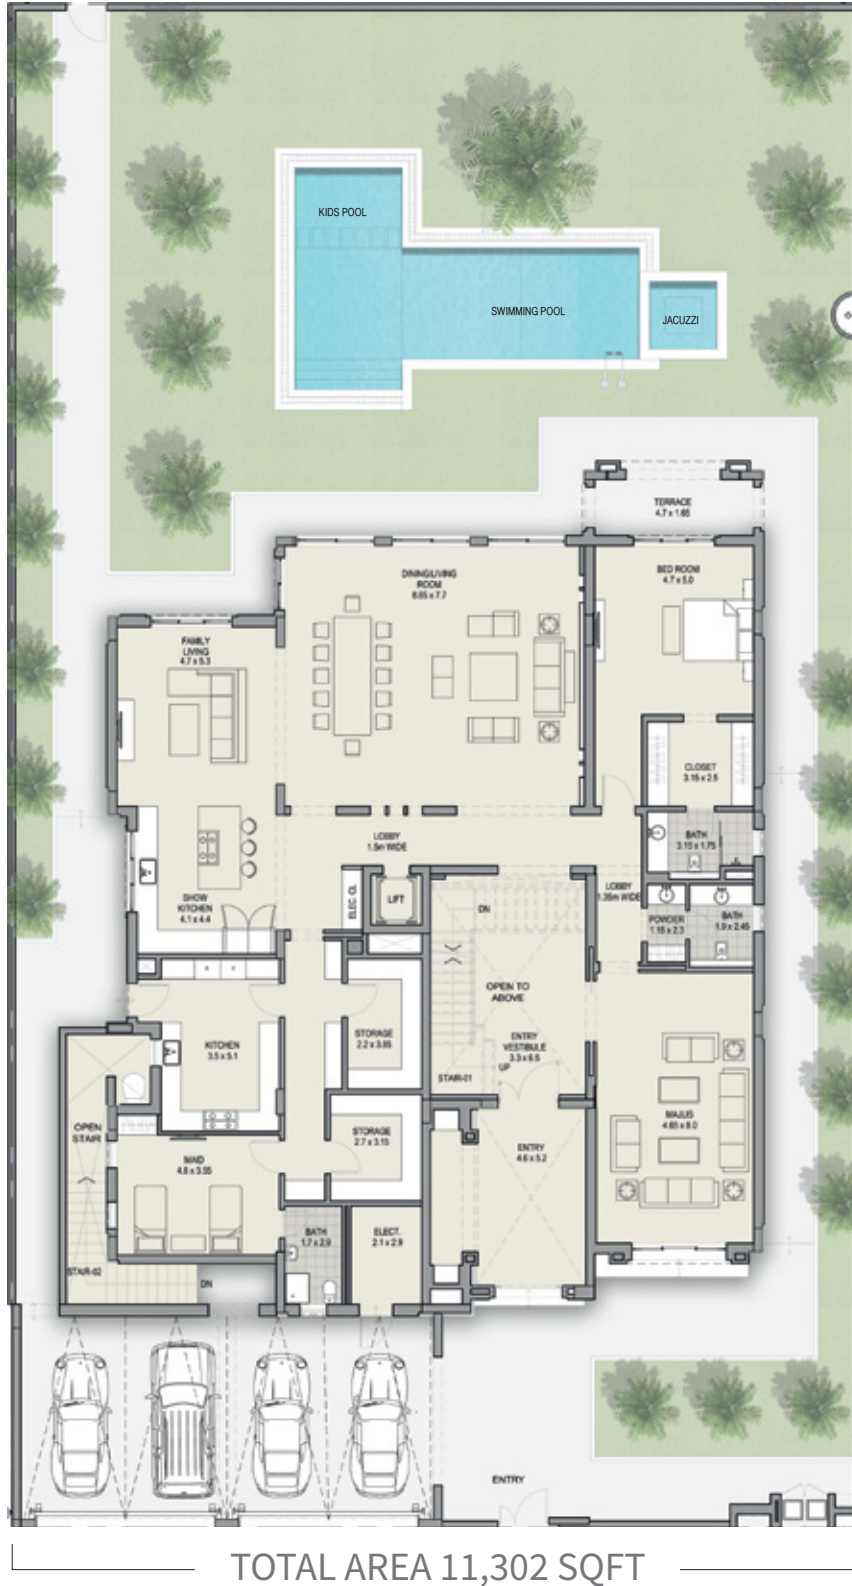 KIDS POOL
SWIMMING POOL
JACUZZI
TERRACE
4.7 x 1.65
DINING/LIVING
ROOM
8.85 x 7.7
BED ROOM
4.7 x 5.0
FAMILY
LIVING
4.7 x 5.3
CLOSET
3.15 x 2.5
LOBBY
1.5m WIDE
BATH
3.15 x 1.75
SHOW
KITCHEN
4.1 x 4.4
ELEC CL
LIFT
DN
LOBBY
1.35m WIDE
POWDER
1.15 x 2.3
BATH
1.9 x 2.45
OPEN TO
ABOVE
KITCHEN
3.5 x 5.1
STORAGE
2.2 x 3.85
ENTRY
VESTIBULE
3.3 x 6.5
UP
STAIR-01
OPEN
STAIR
MAJLIS
4.65 x 8.0
STORAGE
2.7 x 3.15
MAID
4.8 x 3.55
ENTRY
4.6 x 5.2
BATH
1.7 x 2.9
ELECT.
2.1 x 2.9
STAIR-02
DN
ENTRY
TOTAL AREA 11,302 SQFT